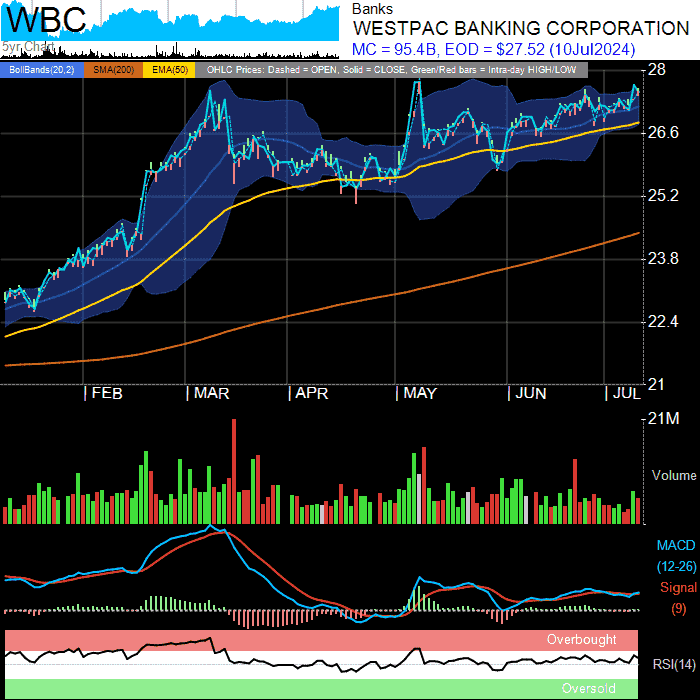 WBC
5yr Chart
Banks
WESTPAC BANKING CORPORATION
MC = 95.4B, EOD = $27.52 (10Jul2024)
BollBands(20,2) SMA(200) EMA(50) OHLC Prices: Dashed = OPEN, Solid = CLOSE, Green/Red bars = Intra-day HIGH/LOW
28
26.6
25.2
23.8
22.4
21
FEB MAR APR MAY JUN JUL
21M
Volume
MACD
(12-26)
Signal
(9)
Overbought
RSI(14)
Oversold